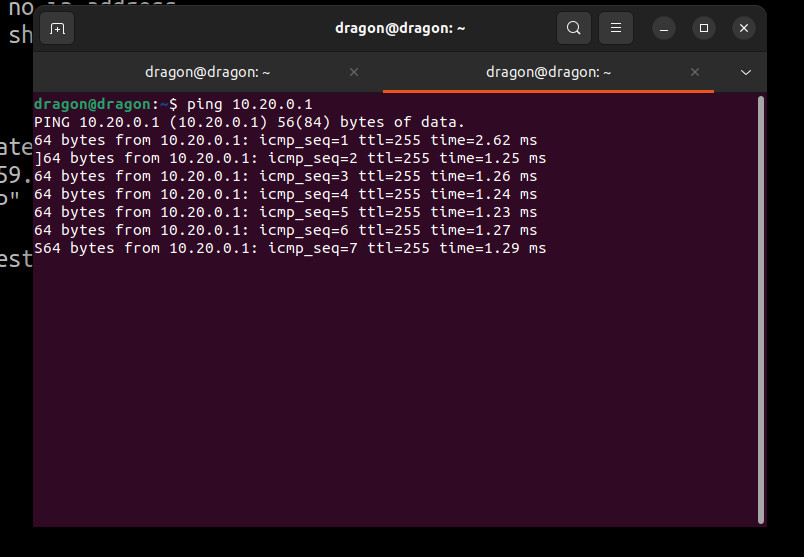 no ip address
sh
ate
59.
P"
est
dragon@dragon: ~
dragon@dragon: ~
dragon@dragon: ~
dragon@dragon:~$ ping 10.20.0.1
PING 10.20.0.1 (10.20.0.1) 56(84) bytes of data.
64 bytes from 10.20.0.1: icmp_seq=1 ttl=255 time=2.62 ms
]64 bytes from 10.20.0.1: icmp_seq=2 ttl=255 time=1.25 ms
64 bytes from 10.20.0.1: icmp_seq=3 ttl=255 time=1.26 ms
64 bytes from 10.20.0.1: icmp_seq=4 ttl=255 time=1.24 ms
64 bytes from 10.20.0.1: icmp_seq=5 ttl=255 time=1.23 ms
64 bytes from 10.20.0.1: icmp_seq=6 ttl=255 time=1.27 ms
S64 bytes from 10.20.0.1: icmp_seq=7 ttl=255 time=1.29 ms